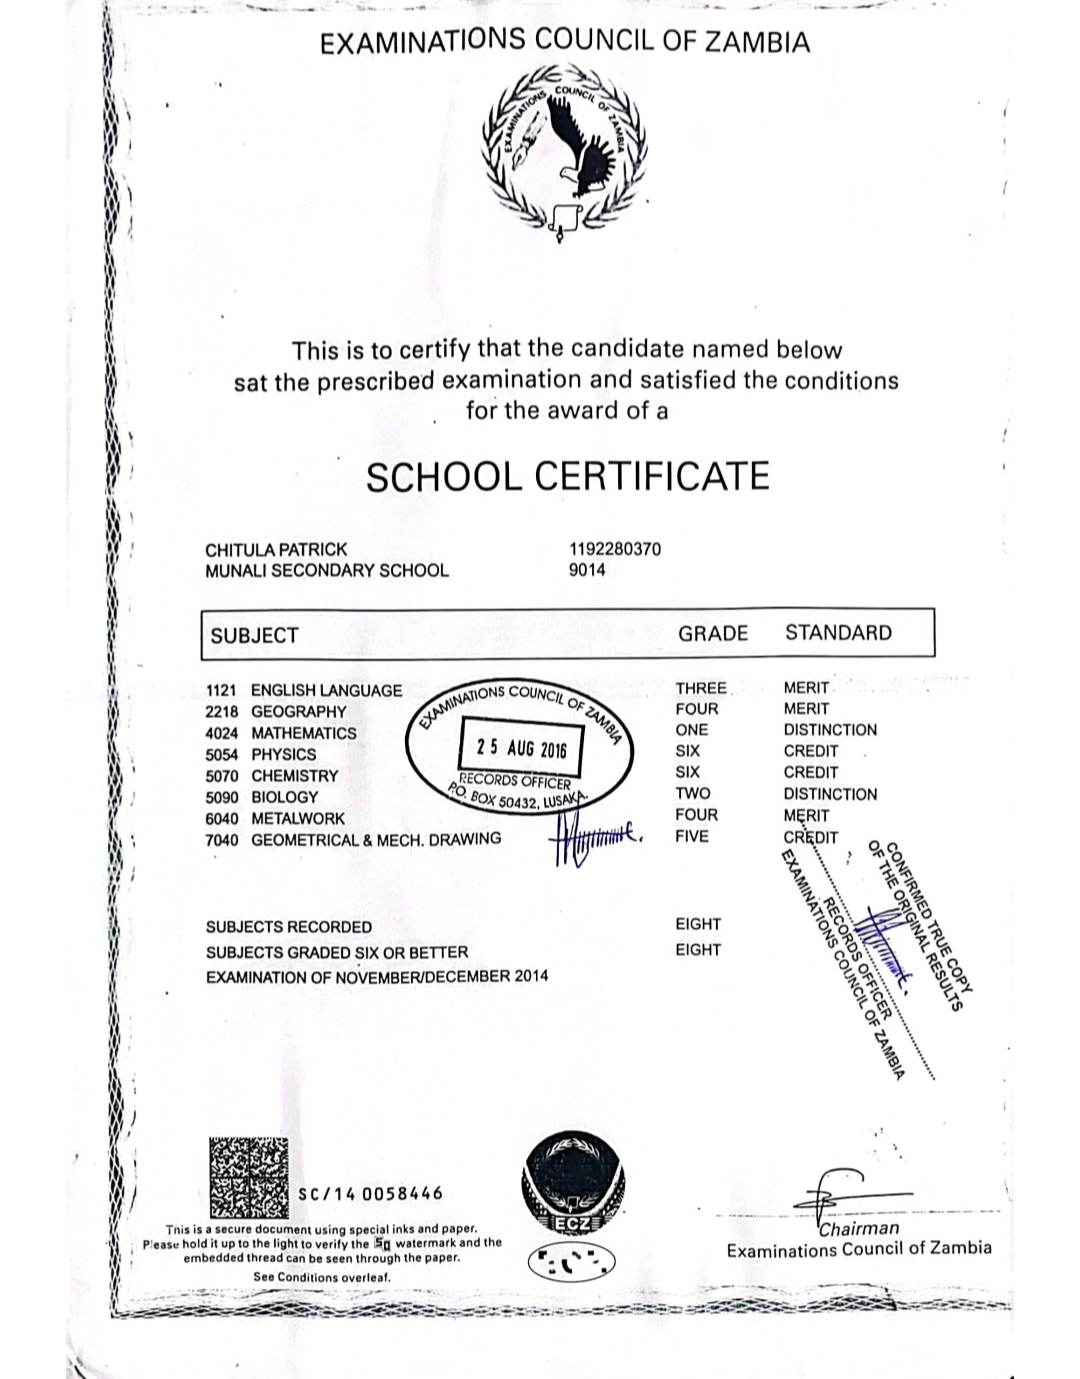 EXAMINATIONS COUNCIL OF ZAMBIA
EXAMINATIONS COUNCIL OF ZAMBIA
This is to certify that the candidate named below
sat the prescribed examination and satisfied the conditions
for the award of a
SCHOOL CERTIFICATE
CHITULA PATRICK 1192280370
MUNALI SECONDARY SCHOOL 9014
SUBJECT GRADE STANDARD
1121 ENGLISH LANGUAGE THREE MERIT
2218 GEOGRAPHY FOUR MERIT
4024 MATHEMATICS ONE DISTINCTION
5054 PHYSICS SIX CREDIT
5070 CHEMISTRY SIX CREDIT
5090 BIOLOGY TWO DISTINCTION
6040 METALWORK FOUR MERIT
7040 GEOMETRICAL & MECH. DRAWING FIVE CREDIT
EXAMINATIONS COUNCIL OF ZAMBIA
25 AUG 2016
RECORDS OFFICER
P.O. BOX 50432, LUSAKA.
CONFIRMED TRUE COPY
OF THE ORIGINAL RESULTS
RECORDS OFFICER
EXAMINATIONS COUNCIL OF ZAMBIA
SUBJECTS RECORDED EIGHT
SUBJECTS GRADED SIX OR BETTER EIGHT
EXAMINATION OF NOVEMBER/DECEMBER 2014
SC/14 0058446
This is a secure document using special inks and paper.
Please hold it up to the light to verify the watermark and the
embedded thread can be seen through the paper.
See Conditions overleaf.
ECZ
Chairman
Examinations Council of Zambia